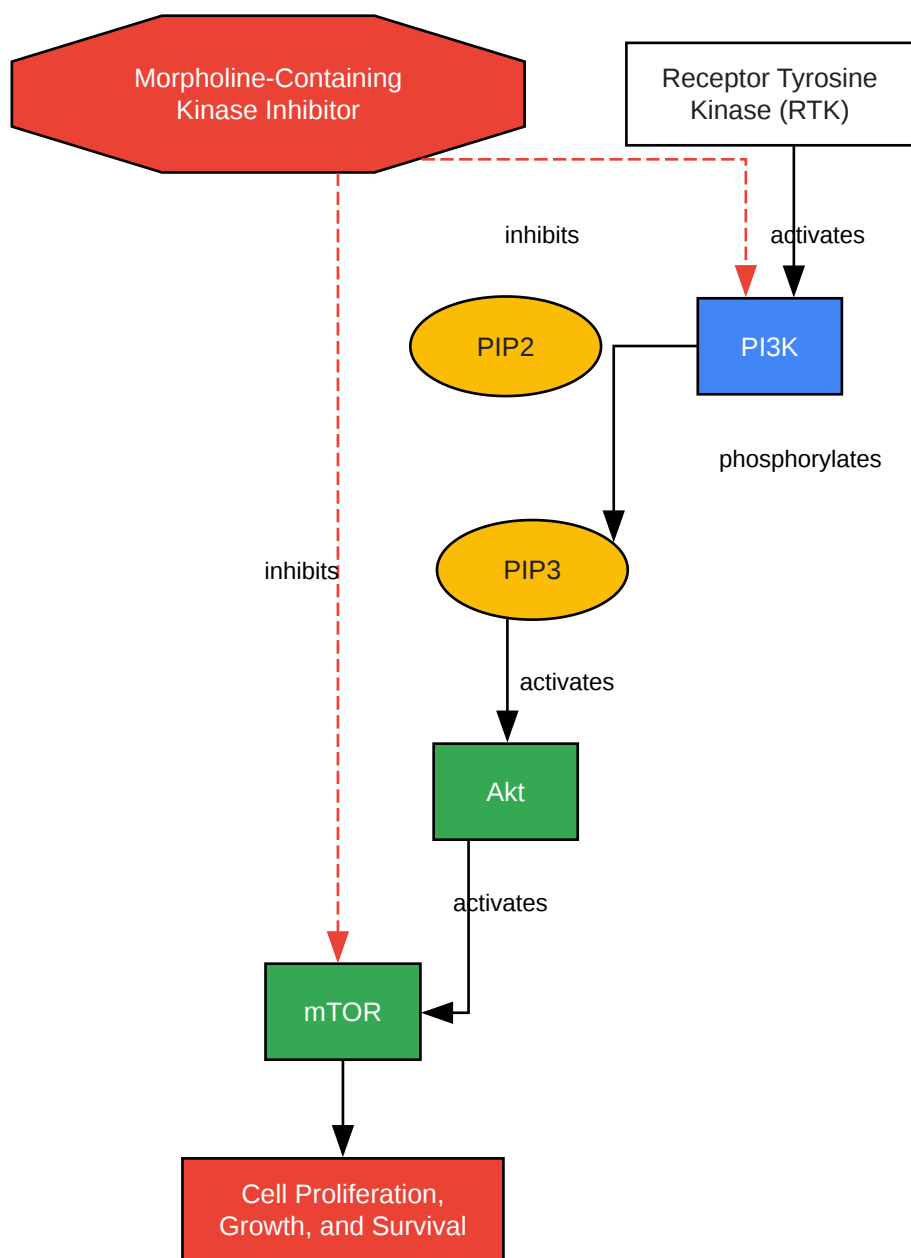 Morpholine-Containing
Kinase Inhibitor
Receptor Tyrosine
Kinase (RTK)
inhibits
activates
PIP2
PI3K
phosphorylates
inhibits
PIP3
activates
Akt
activates
mTOR
Cell Proliferation,
Growth, and Survival